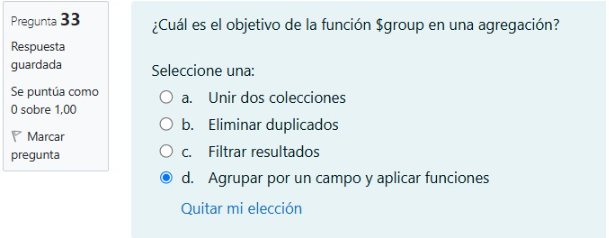 Pregunta 33
Respuesta
guardada
Se puntúa como
0 sobre 1,00
Marcar
pregunta
¿Cuál es el objetivo de la función $group en una agregación?
Seleccione una:
a. Unir dos colecciones
b. Eliminar duplicados
c. Filtrar resultados
d. Agrupar por un campo y aplicar funciones
Quitar mi elección